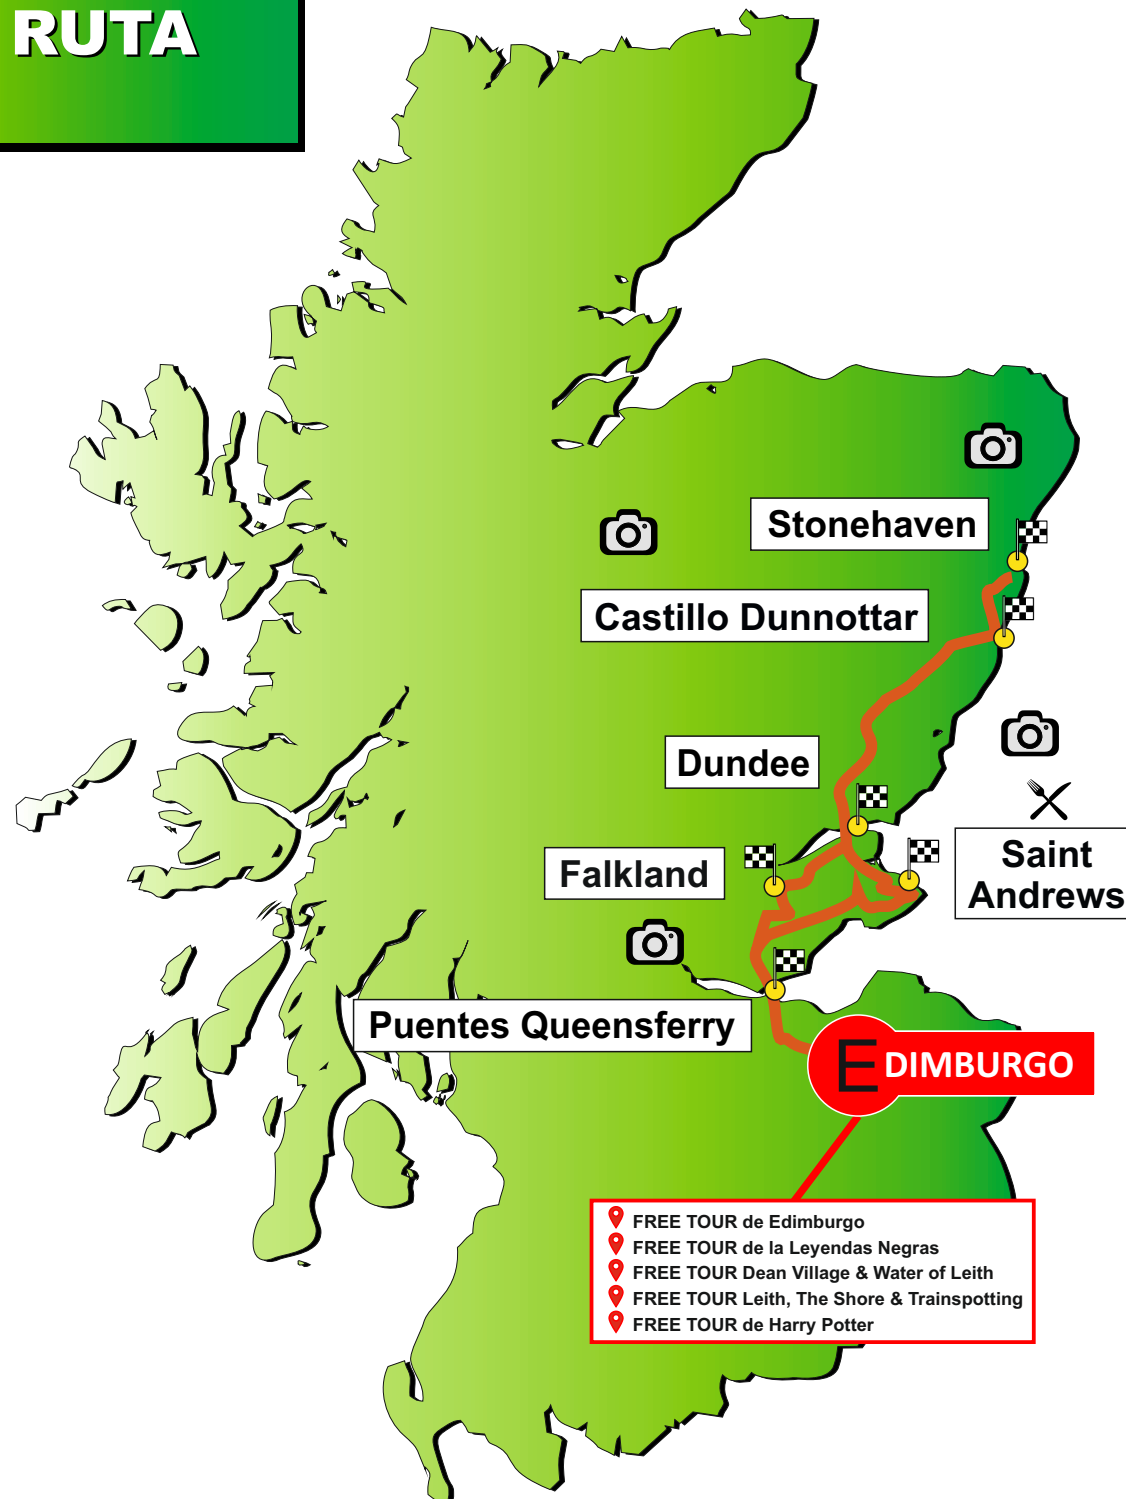 RUTA
Stonehaven
Castillo Dunnottar
Dundee
Falkland
Saint
Andrews
Puentes Queensferry
EDIMBURGO
FREE TOUR de Edimburgo
FREE TOUR de la Leyendas Negras
FREE TOUR Dean Village & Water of Leith
FREE TOUR Leith, The Shore & Trainspotting
FREE TOUR de Harry Potter